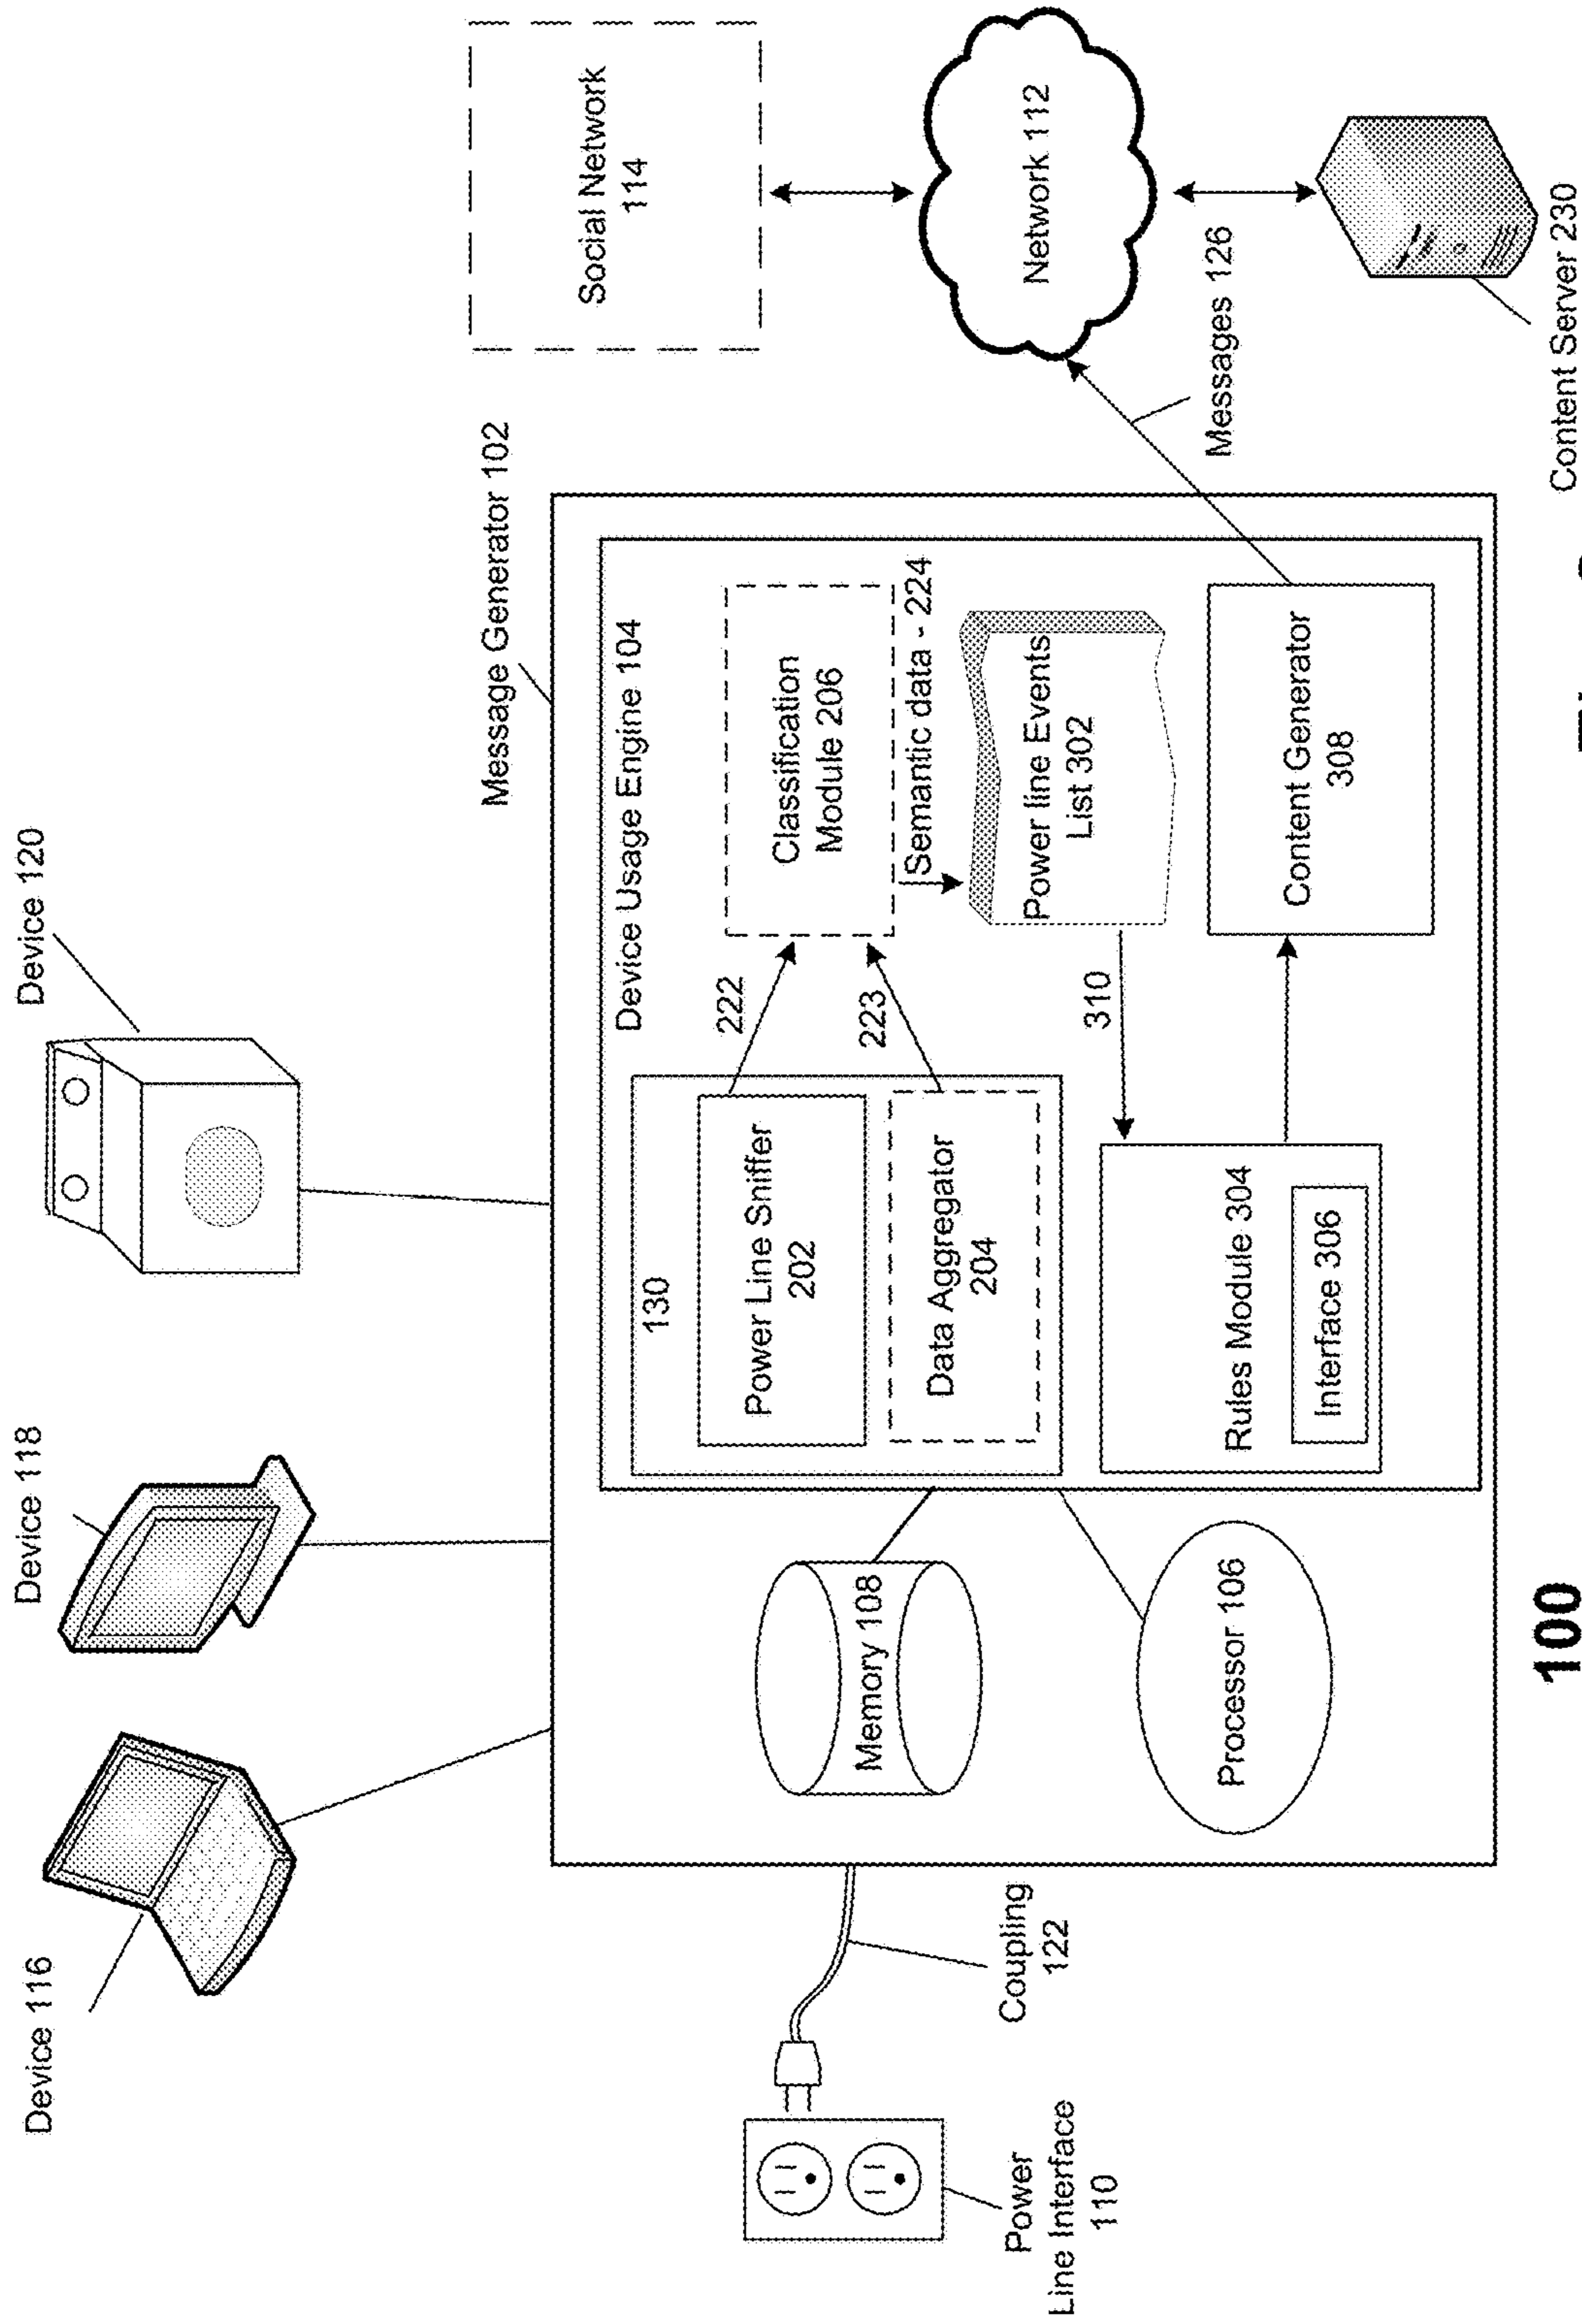 Device 116
Device 118
Device 120
Power
Line Interface
110
Coupling
122
Message Generator 102
Device Usage Engine 104
Memory 108
Processor 106
130
Power Line Sniffer
202
Data Aggregator
204
222
223
Classification
Module 206
Semantic data - 224
Power line Events
List 302
310
Rules Module 304
Interface 306
Content Generator
308
Social Network
114
Network 112
Messages 126
Content Server 230
100